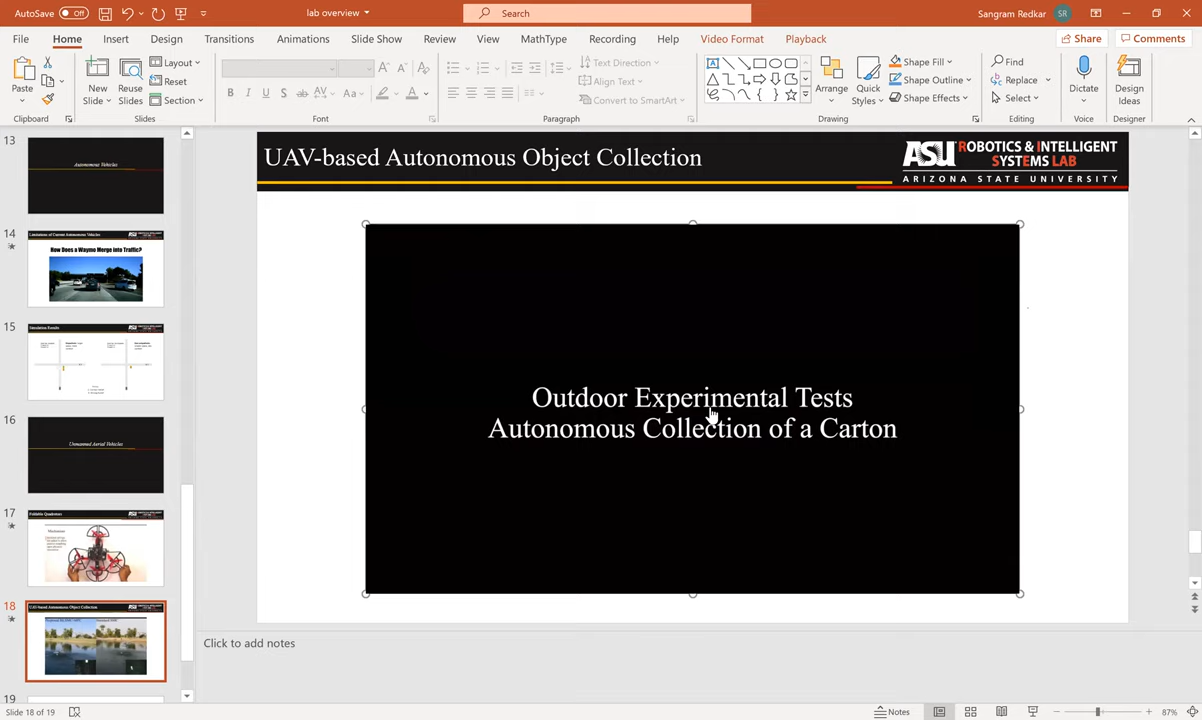 AutoSave
Off
lab overview
Search
Sangram Redkar
SR
File
Home
Insert
Design
Transitions
Animations
Slide Show
Review
View
MathType
Recording
Help
Video Format
Playback
Share
Comments
Paste
New
Slides
Reuse
Slides
Layout
Reset
Section
B I U S ab AV Aa A
Text Direction
Align Text
Convert to SmartArt
Arrange
Quick
Styles
Shape Fill
Shape Outline
Shape Effects
Find
Replace
Select
Dictate
Design
Ideas
Clipboard
Slides
Font
Paragraph
Drawing
Editing
Voice
Designer
13
Autonomous Vehicles
14
Limitations of Current Autonomous Vehicles
How Does a Waymo Merge into Traffic?
15
Simulation Results
16
Unmanned Aerial Vehicles
17
Foldable Quadrotors
18
UAV-based Autonomous Object Collection
19
UAV-based Autonomous Object Collection
ASU ROBOTICS & INTELLIGENT
SYSTEMS LAB
ARIZONA STATE UNIVERSITY
Outdoor Experimental Tests
Autonomous Collection of a Carton
Click to add notes
Slide 18 of 19
Notes
87%